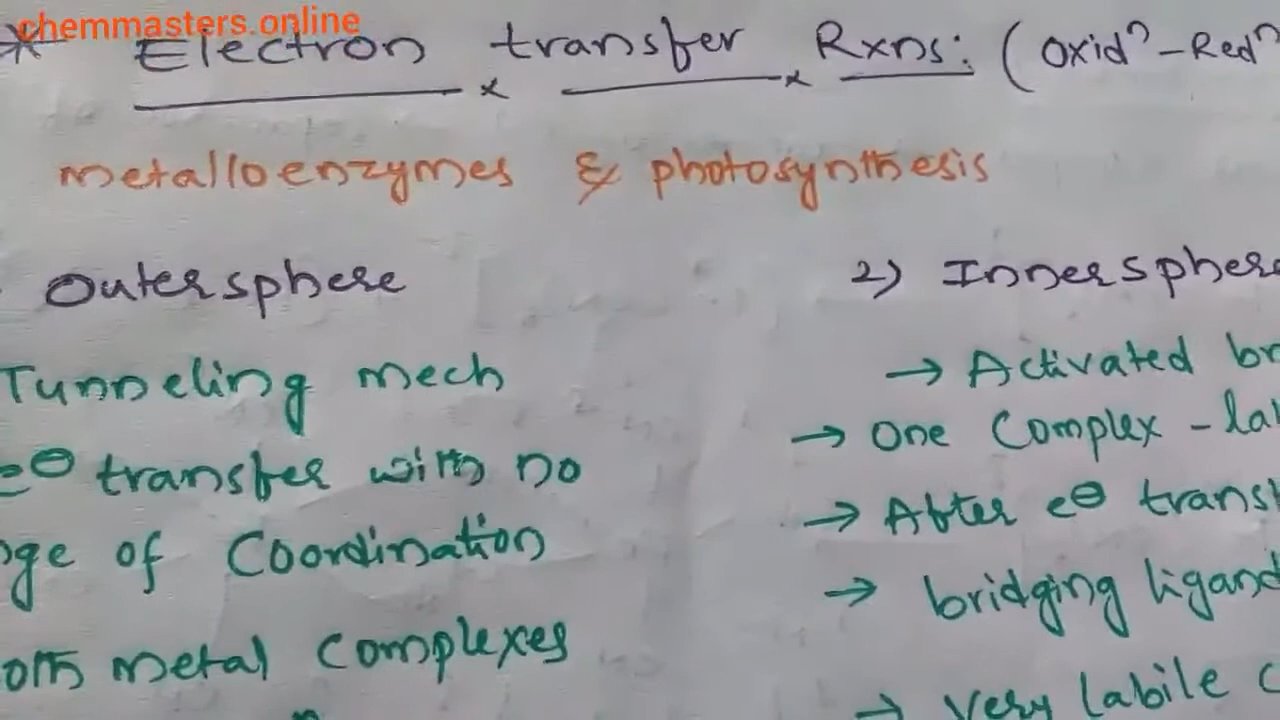 chemmasters.online
* Electron transfer Rxns: (Oxidn - Redn
metalloenzymes & photosynthesis
Outersphere
2) Innersphere
Tunneling mech
→ Activated
e⊖ transfer with no
→ One Complex -
of Coordination
→ After e⊖
metal complexes
→ bridging ligand
→ Very labile